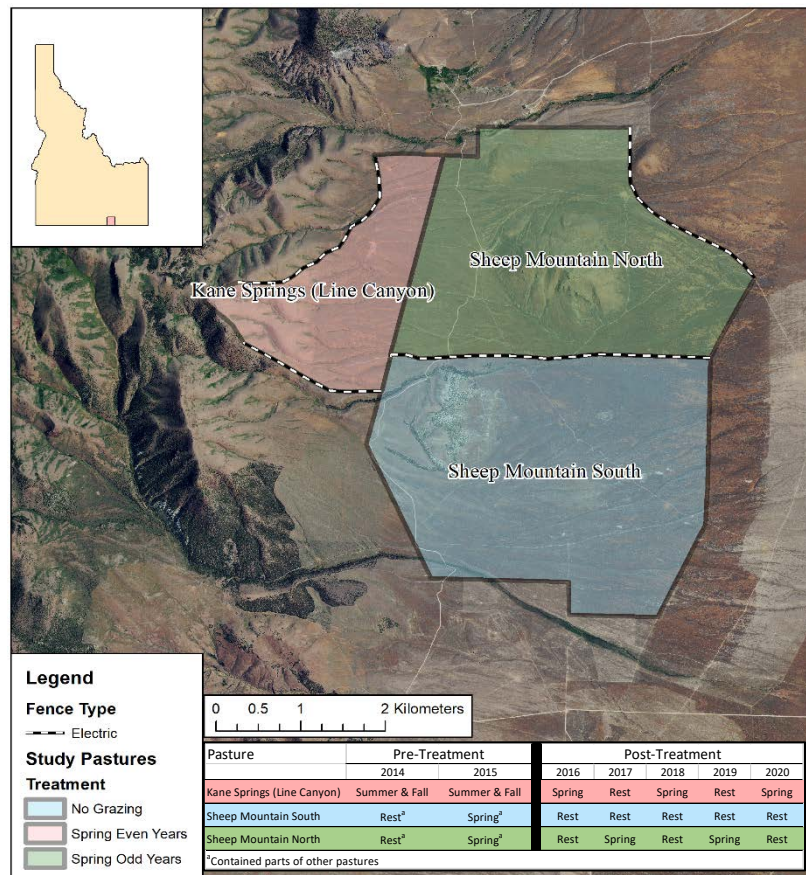 Sheep Mountain North
Kane Springs (Line Canyon)
Sheep Mountain South
Legend
Fence Type
Electric
Study Pastures
Treatment
No Grazing
Spring Even Years
Spring Odd Years
0 0.5 1 2 Kilometers
Pasture Pre-Treatment Post-Treatment
2014 2015 2016 2017 2018 2019 2020
Kane Springs (Line Canyon) Summer & Fall Summer & Fall Spring Rest Spring Rest Spring
Sheep Mountain South Restᵃ Springᵃ Rest Rest Rest Rest Rest
Sheep Mountain North Restᵃ Springᵃ Rest Spring Rest Spring Rest
ᵃContained parts of other pastures